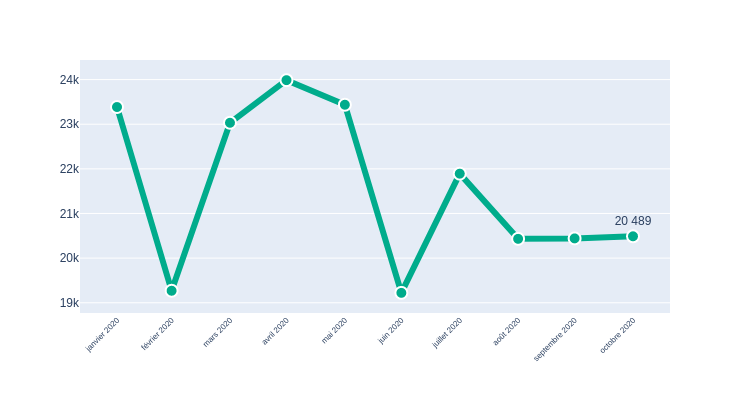 24k
23k
22k
21k
20k
19k
20 489
janvier 2020
février 2020
mars 2020
avril 2020
mai 2020
juin 2020
juillet 2020
août 2020
septembre 2020
octobre 2020